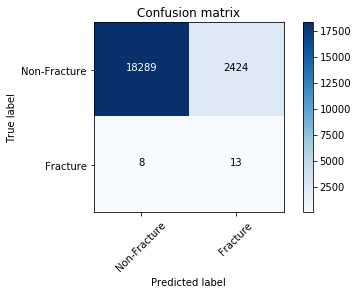 Confusion matrix
True label
Non-Fracture
18289
2424
Fracture
8
13
Non-Fracture
Fracture
Predicted label
17500
15000
12500
10000
7500
5000
2500